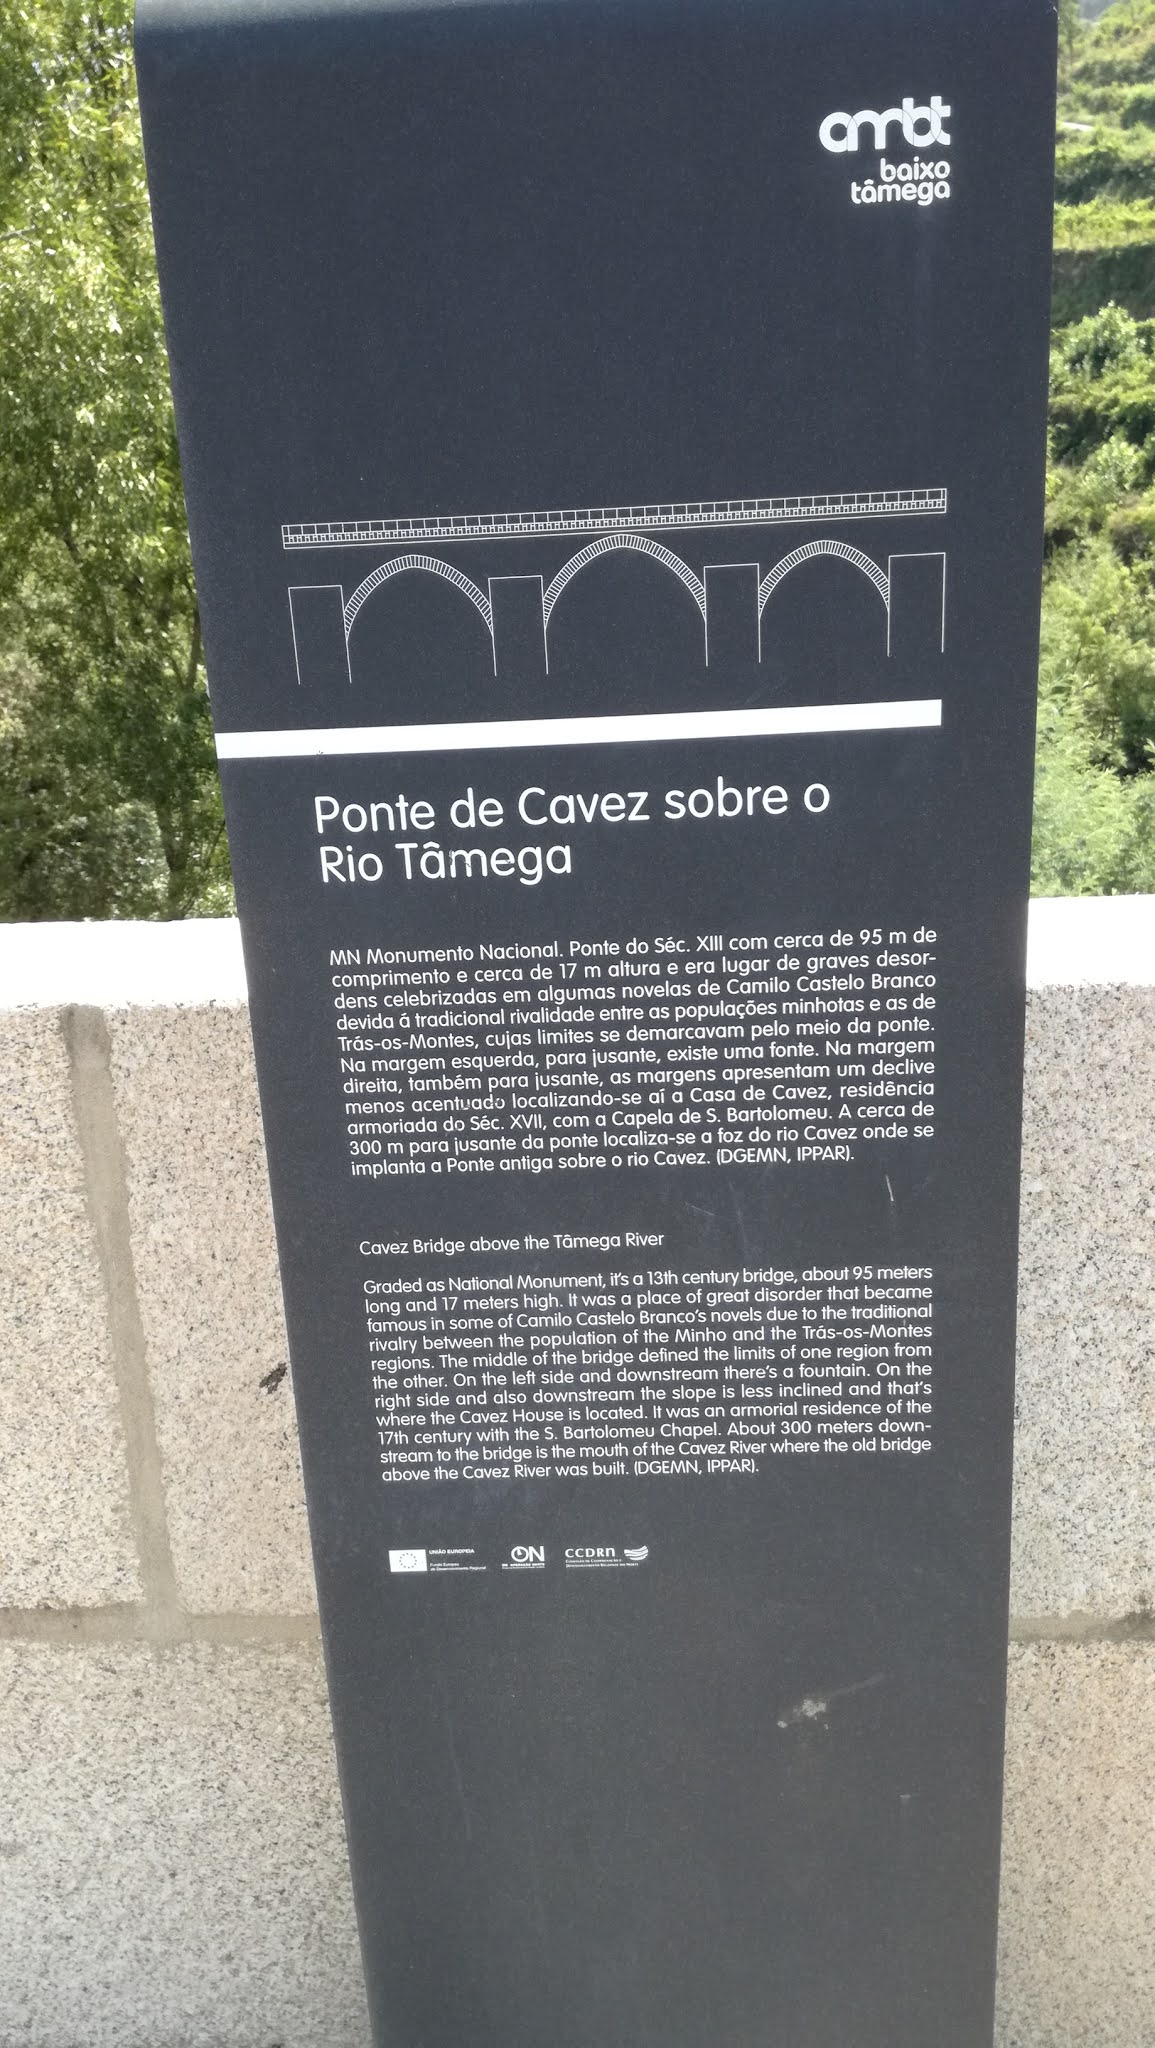 ambt
baixo
tâmega
Ponte de Cavez sobre o
Rio Tâmega
MN Monumento Nacional. Ponte do Séc. XIII com cerca de 95 m de
comprimento e cerca de 17 m altura e era lugar de graves desor-
dens celebrizadas em algumas novelas de Camilo Castelo Branco
devida á tradicional rivalidade entre as populações minhotas e as de
Trás-os-Montes, cujas limites se demarcavam pelo meio da ponte.
Na margem esquerda, para jusante, existe uma fonte. Na margem
direita, também para jusante, as margens apresentam um declive
menos acentuado localizando-se aí a Casa de Cavez, residência
armoriada do Séc. XVII, com a Capela de S. Bartolomeu. A cerca de
300 m para jusante da ponte localiza-se a foz do rio Cavez onde se
implanta a Ponte antiga sobre o rio Cavez. (DGEMN, IPPAR).
Cavez Bridge above the Tâmega River
Graded as National Monument, it's a 13th century bridge, about 95 meters
long and 17 meters high. It was a place of great disorder that became
famous in some of Camilo Castelo Branco's novels due to the traditional
rivalry between the population of the Minho and the Trás-os-Montes
regions. The middle of the bridge defined the limits of one region from
the other. On the left side and downstream there's a fountain. On the
right side and also downstream the slope is less inclined and that's
where the Cavez House is located. It was an armorial residence of the
17th century with the S. Bartolomeu Chapel. About 300 meters down-
stream to the bridge is the mouth of the Cavez River where the old bridge
above the Cavez River was built. (DGEMN, IPPAR).
UNIÃO EUROPEIA
Fundo Europeu
de Desenvolvimento Regional
ON
CCDRN